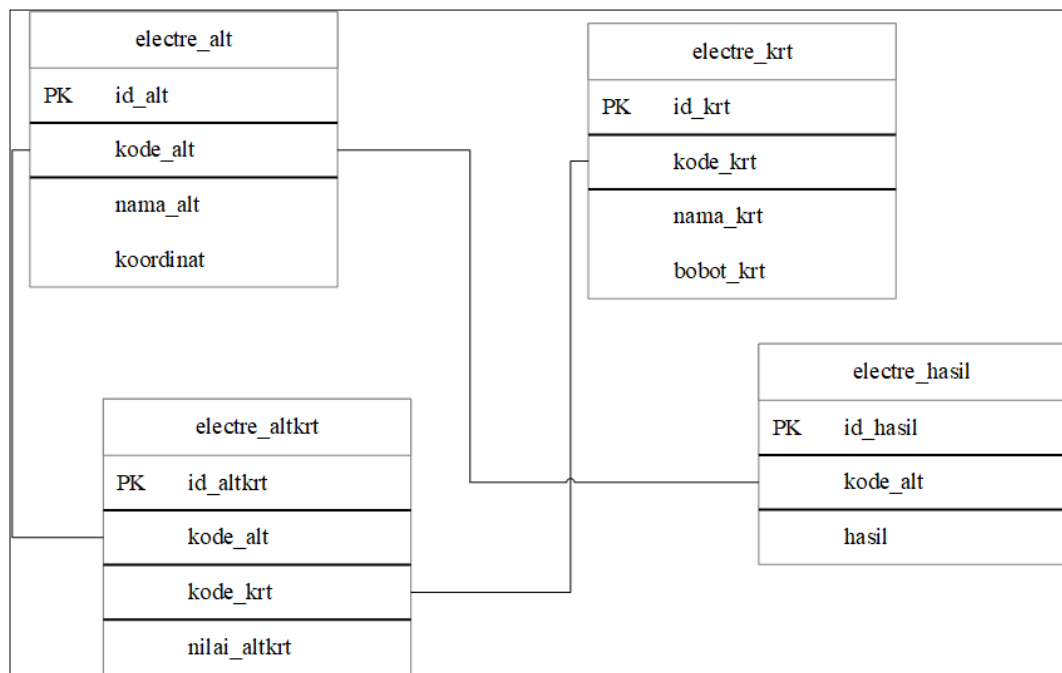 electre_alt
PK id_alt
kode_alt
nama_alt
koordinat
electre_krt
PK id_krt
kode_krt
nama_krt
bobot_krt
electre_altkrt
PK id_altkrt
kode_alt
kode_krt
nilai_altkrt
electre_hasil
PK id_hasil
kode_alt
hasil